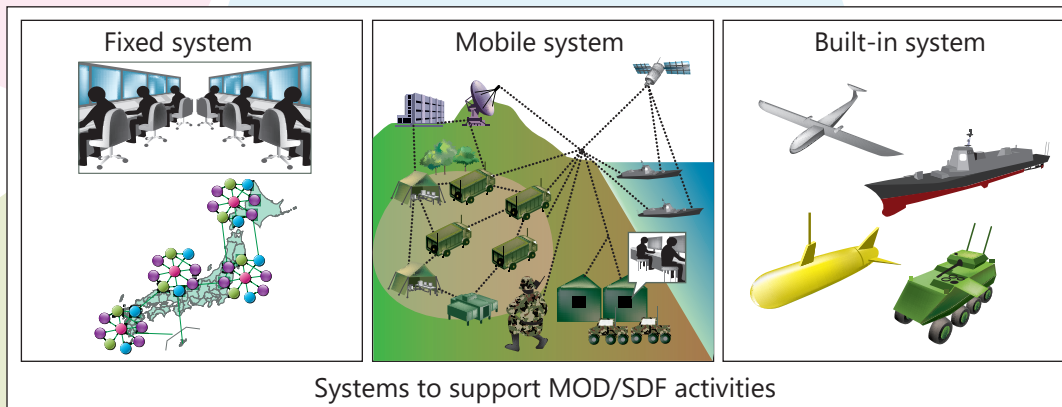 Fixed system
Mobile system
Built-in system
Systems to support MOD/SDF activities